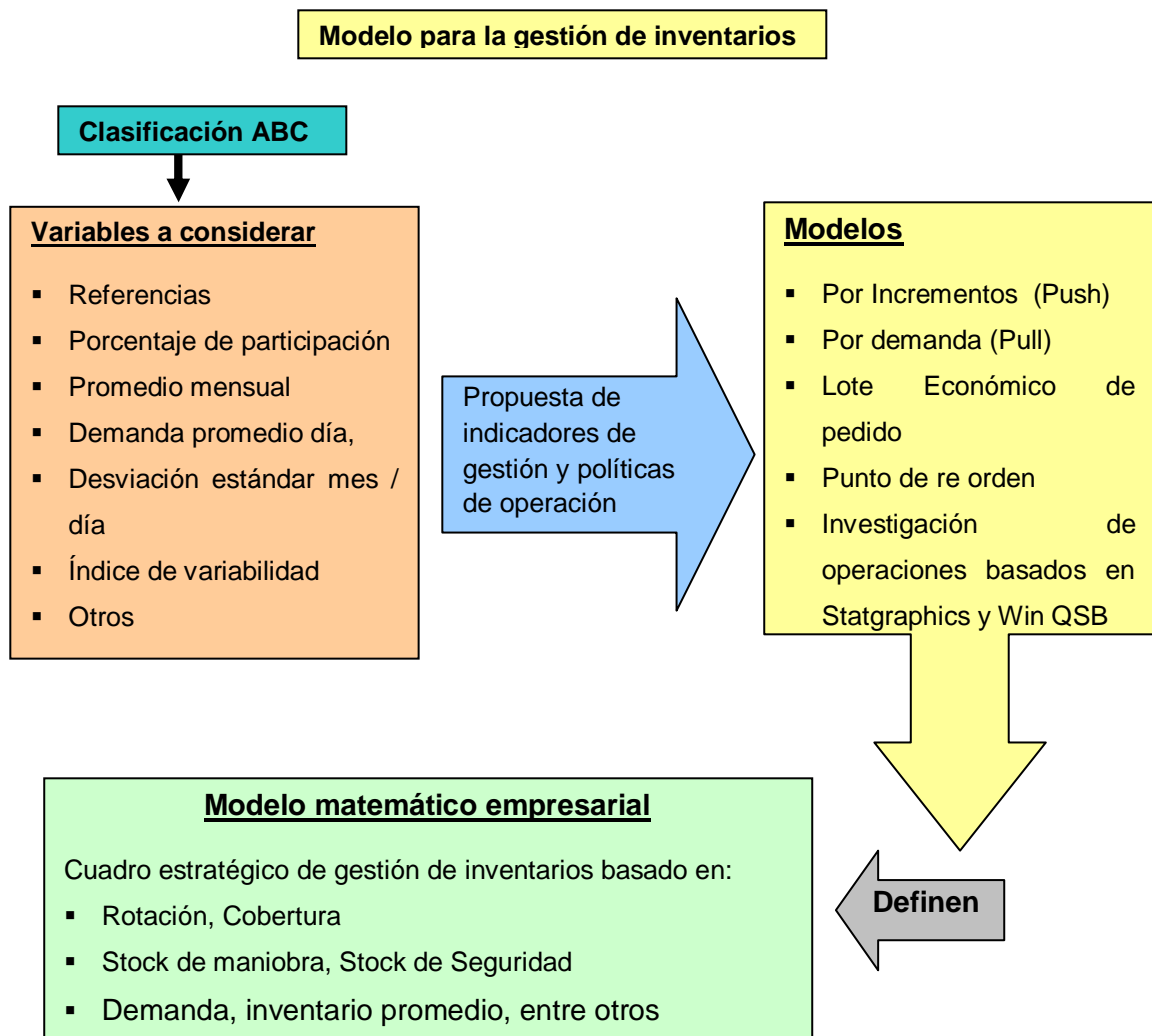 Modelo para la gestión de inventarios
Clasificación ABC
Variables a considerar
▪ Referencias
▪ Porcentaje de participación
▪ Promedio mensual
▪ Demanda promedio día,
▪ Desviación estándar mes /
día
▪ Índice de variabilidad
▪ Otros
Propuesta de
indicadores de
gestión y políticas
de operación
Modelos
▪ Por Incrementos (Push)
▪ Por demanda (Pull)
▪ Lote Económico de
pedido
▪ Punto de re orden
▪ Investigación de
operaciones basados en
Statgraphics y Win QSB
Definen
Modelo matemático empresarial
Cuadro estratégico de gestión de inventarios basado en:
▪ Rotación, Cobertura
▪ Stock de maniobra, Stock de Seguridad
▪ Demanda, inventario promedio, entre otros